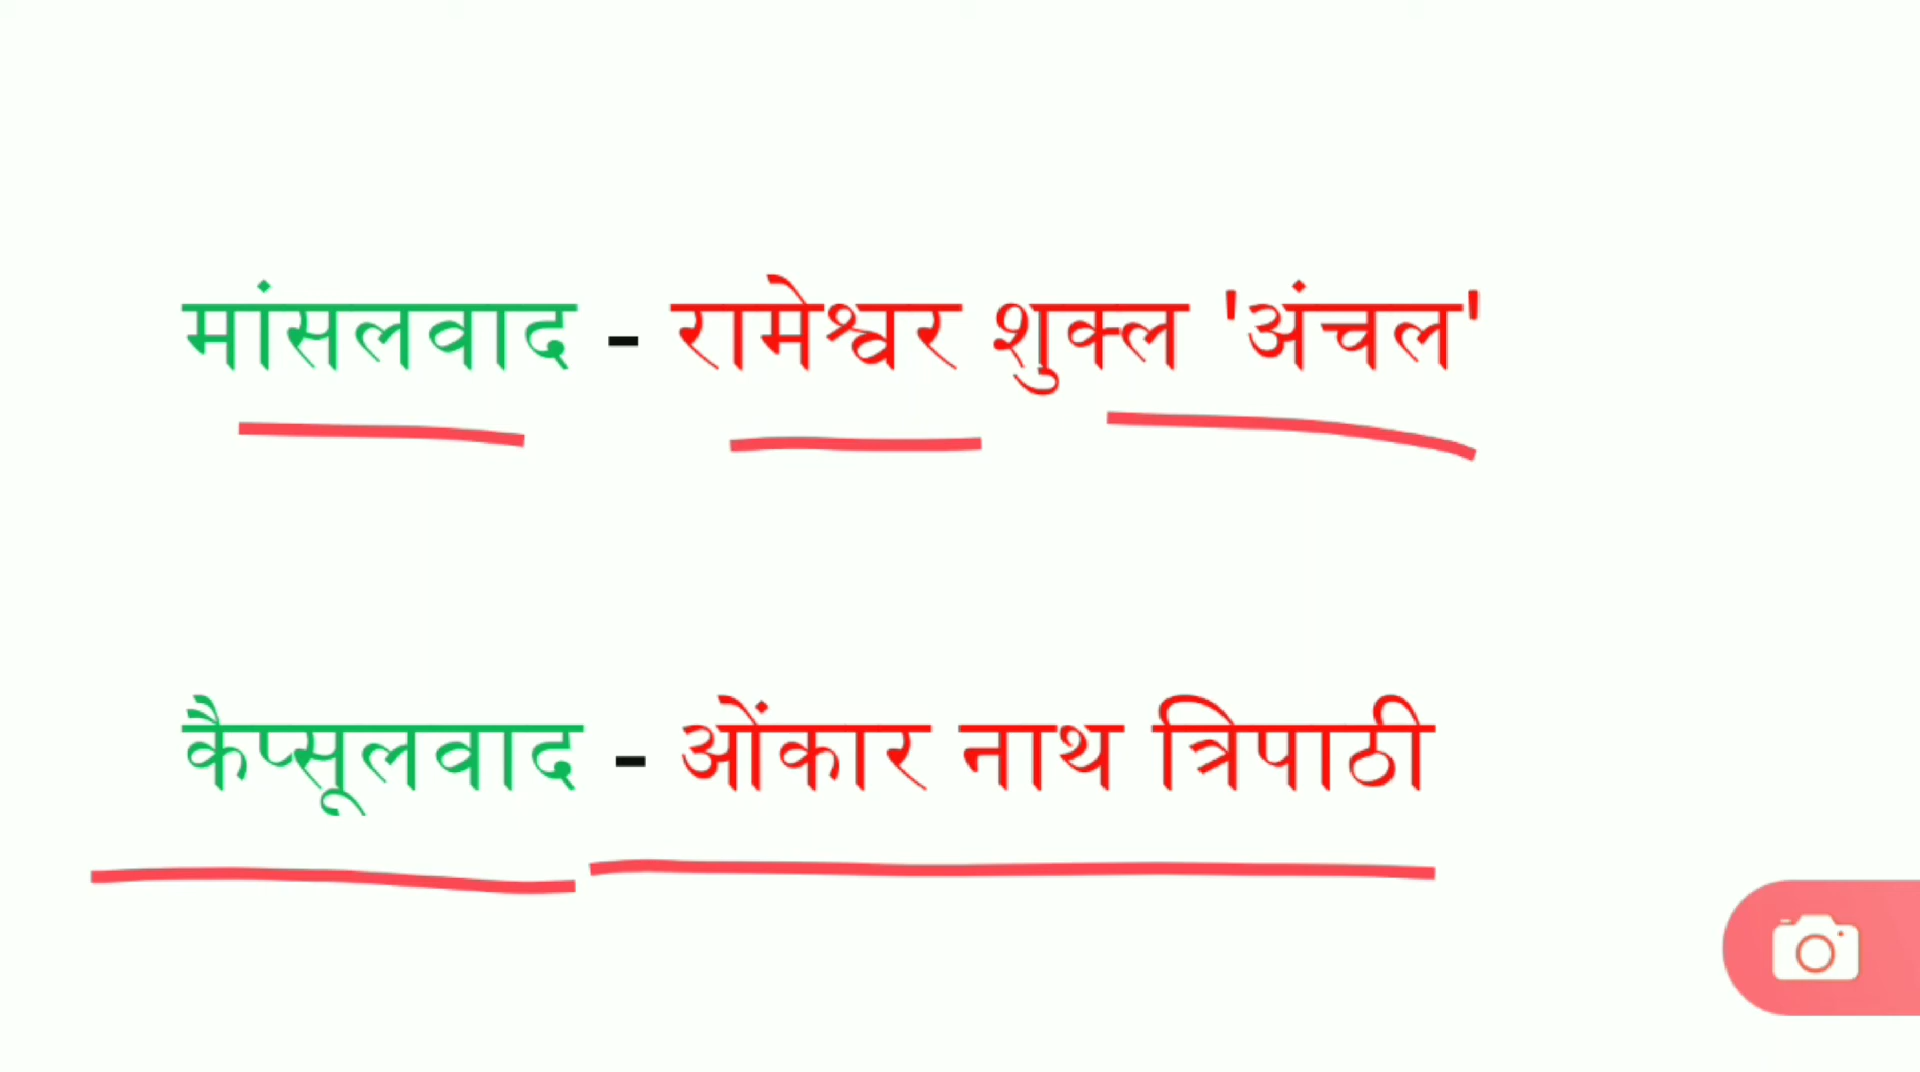 मांसलवाद - रामेश्वर शुक्ल 'अंचल'
कैप्सूलवाद - ओंकार नाथ त्रिपाठी